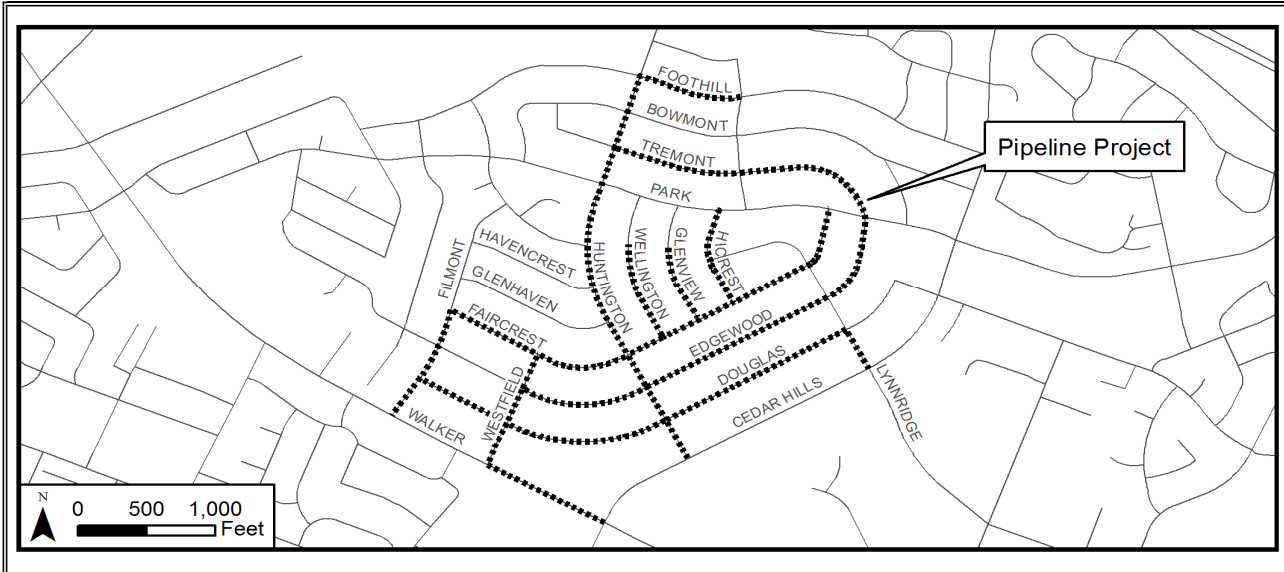 FOOTHILL
BOWMONT
TREMONT
Pipeline Project
PARK
HAVENCREST
GLENHAVEN
FAIRCREST
FILMONT
HUNTINGTON
WELLINGTON
GLENVIEW
HICREST
EDGEWOOD
DOUGLAS
CEDAR HILLS
LYNNRIDGE
WESTFIELD
WALKER
N
0 500 1,000
Feet